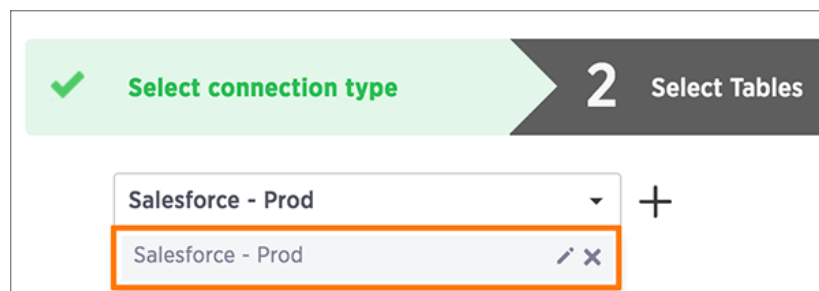 Select connection type
2 Select Tables
Salesforce - Prod
Salesforce - Prod